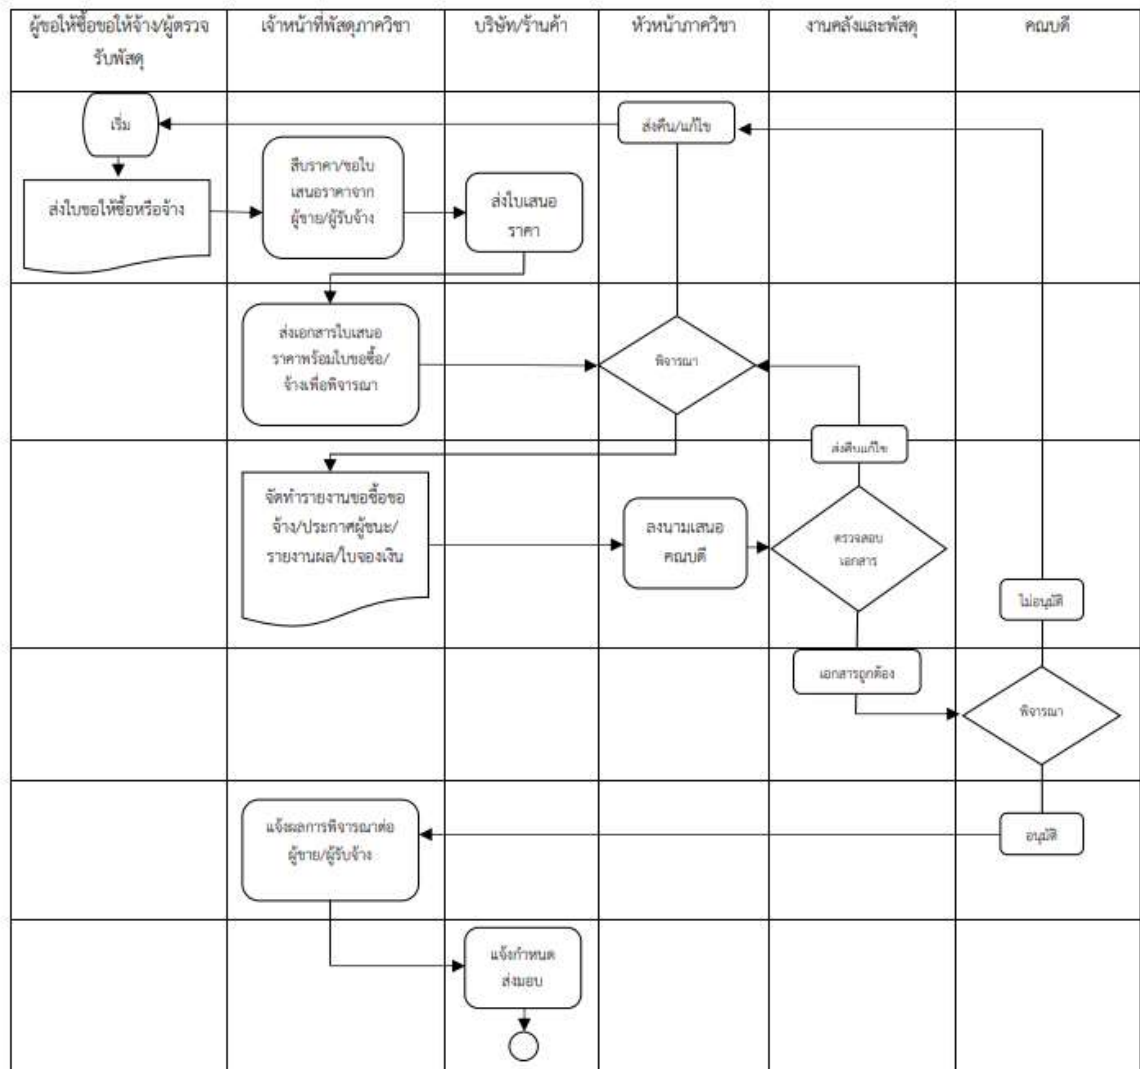 ผู้ขอให้ซื้อขอให้จ้าง/ผู้ตรวจ
รับพัสดุ
เจ้าหน้าที่พัสดุภาควิชา
บริษัท/ร้านค้า
หัวหน้าภาควิชา
งานคลังและพัสดุ
คณบดี
เริ่ม
ส่งคืน/แก้ไข
สืบราคา/ขอใบ
เสนอราคาจาก
ผู้ขาย/ผู้รับจ้าง
ส่งใบขอให้ซื้อหรือจ้าง
ส่งใบเสนอ
ราคา
ส่งเอกสารใบเสนอ
ราคาพร้อมใบขอซื้อ/
จ้างเพื่อพิจารณา
พิจารณา
ส่งคืนแก้ไข
จัดทำรายงานขอซื้อขอ
จ้าง/ประกาศผู้ชนะ/
รายงานผล/ใบจองเงิน
ลงนามเสนอ
คณบดี
ตรวจสอบ
เอกสาร
ไม่อนุมัติ
เอกสารถูกต้อง
พิจารณา
แจ้งผลการพิจารณาต่อ
ผู้ขาย/ผู้รับจ้าง
อนุมัติ
แจ้งกำหนด
ส่งมอบ